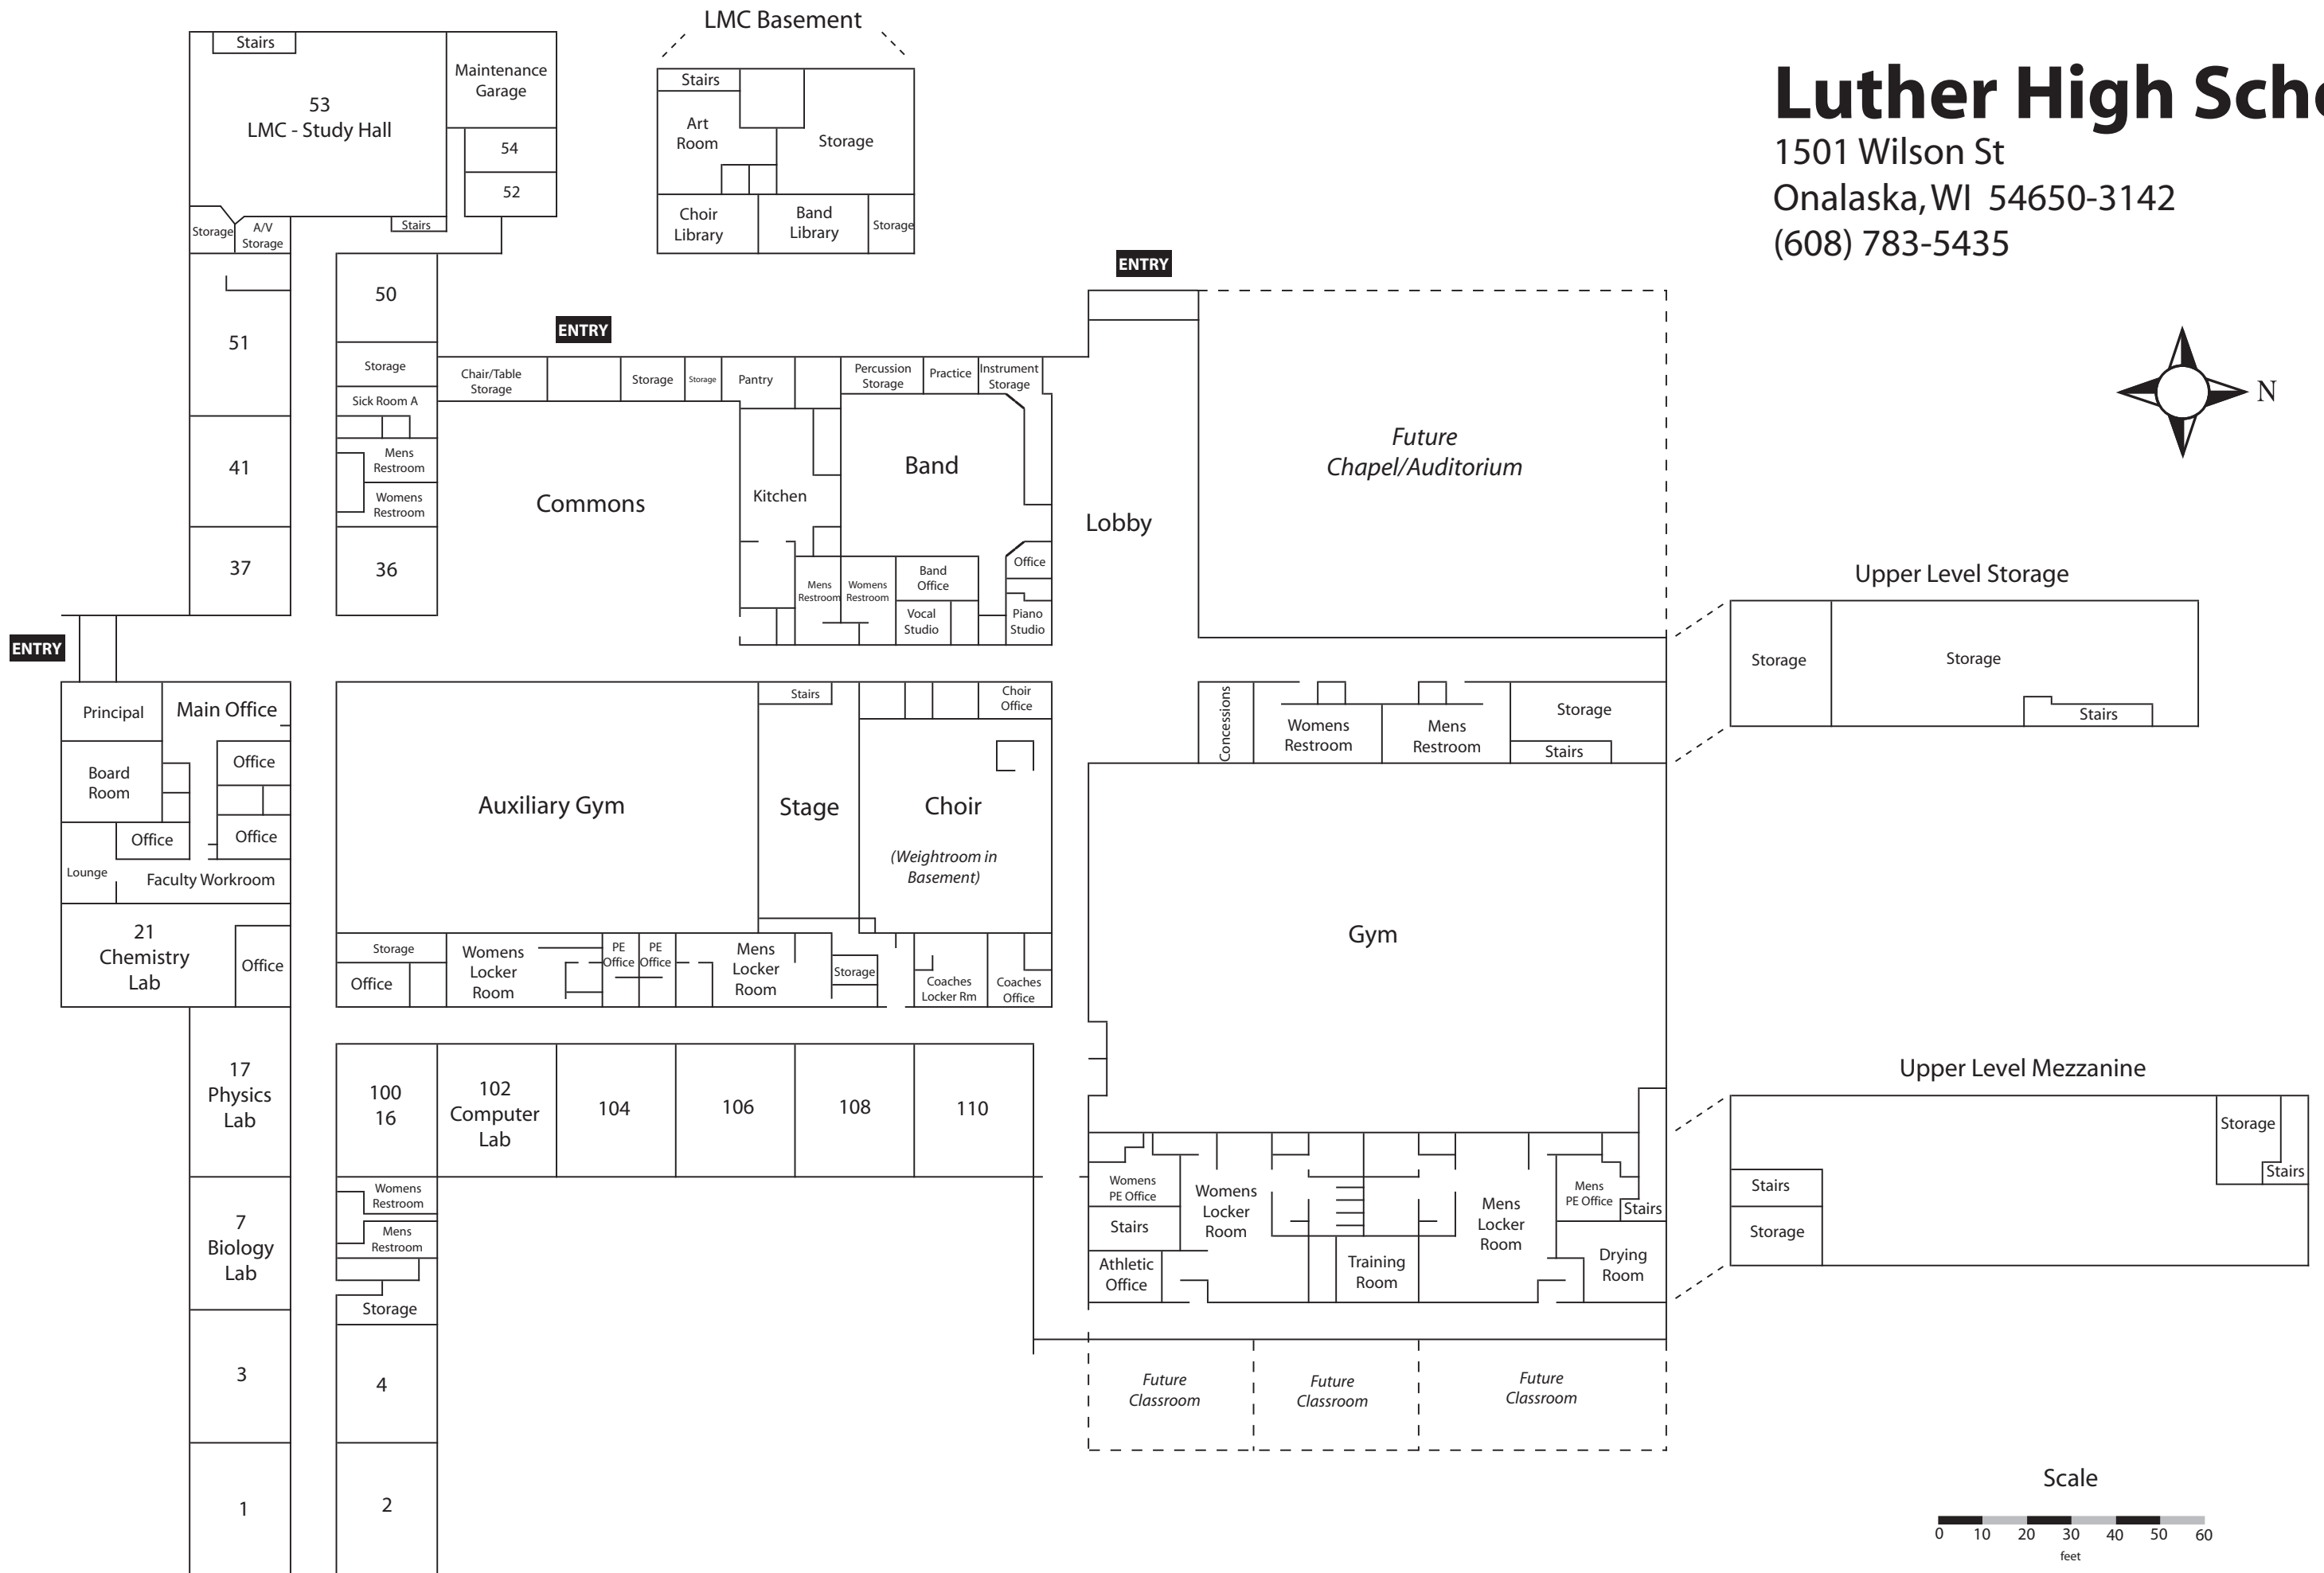 LMC Basement
Luther High Scho
1501 Wilson St
Onalaska, WI 54650-3142
(608) 783-5435
N
Stairs
53
LMC - Study Hall
Maintenance
Garage
54
52
Storage
A/V
Storage
Stairs
Stairs
Art
Room
Storage
Choir
Library
Band
Library
Storage
ENTRY
ENTRY
50
51
Storage
Sick Room A
Mens
Restroom
Womens
Restroom
41
37
36
Chair/Table
Storage
Storage
Storage
Pantry
Percussion
Storage
Practice
Instrument
Storage
Commons
Kitchen
Band
Lobby
Future
Chapel/Auditorium
Mens
Restroom
Womens
Restroom
Band
Office
Vocal
Studio
Office
Piano
Studio
Upper Level Storage
Storage
Storage
Stairs
ENTRY
Principal
Main Office
Board
Room
Office
Office
Office
Lounge
Faculty Workroom
21
Chemistry
Lab
Office
Auxiliary Gym
Stairs
Stage
Choir
Office
Choir
(Weightroom in
Basement)
Concessions
Womens
Restroom
Mens
Restroom
Storage
Stairs
Gym
Storage
Office
Womens
Locker
Room
PE
Office
PE
Office
Mens
Locker
Room
Storage
Coaches
Locker Rm
Coaches
Office
17
Physics
Lab
100
16
102
Computer
Lab
104
106
108
110
Upper Level Mezzanine
Storage
Stairs
Stairs
Storage
7
Biology
Lab
Womens
Restroom
Mens
Restroom
Storage
Womens
PE Office
Stairs
Athletic
Office
Womens
Locker
Room
Training
Room
Mens
Locker
Room
Mens
PE Office
Stairs
Drying
Room
3
4
Future
Classroom
Future
Classroom
Future
Classroom
1
2
Scale
0 10 20 30 40 50 60
feet